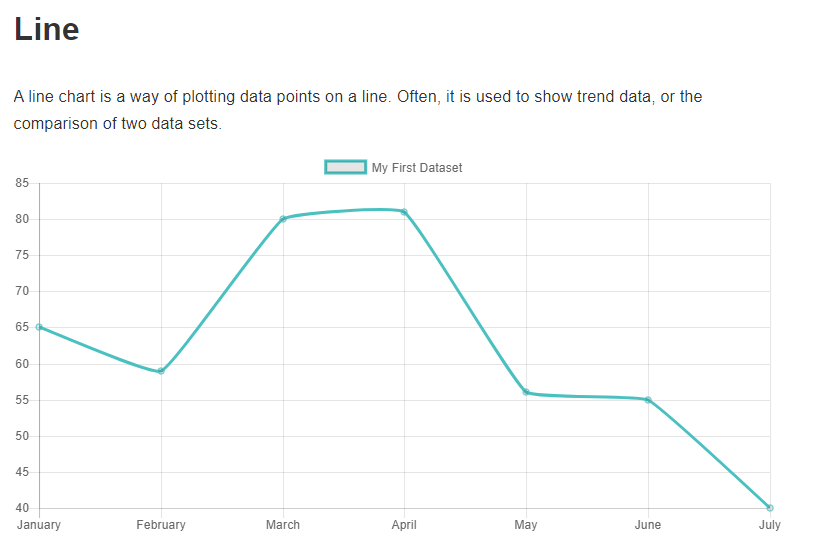 Line
A line chart is a way of plotting data points on a line. Often, it is used to show trend data, or the
comparison of two data sets.
My First Dataset
85
80
75
70
65
60
55
50
45
40
January February March April May June July